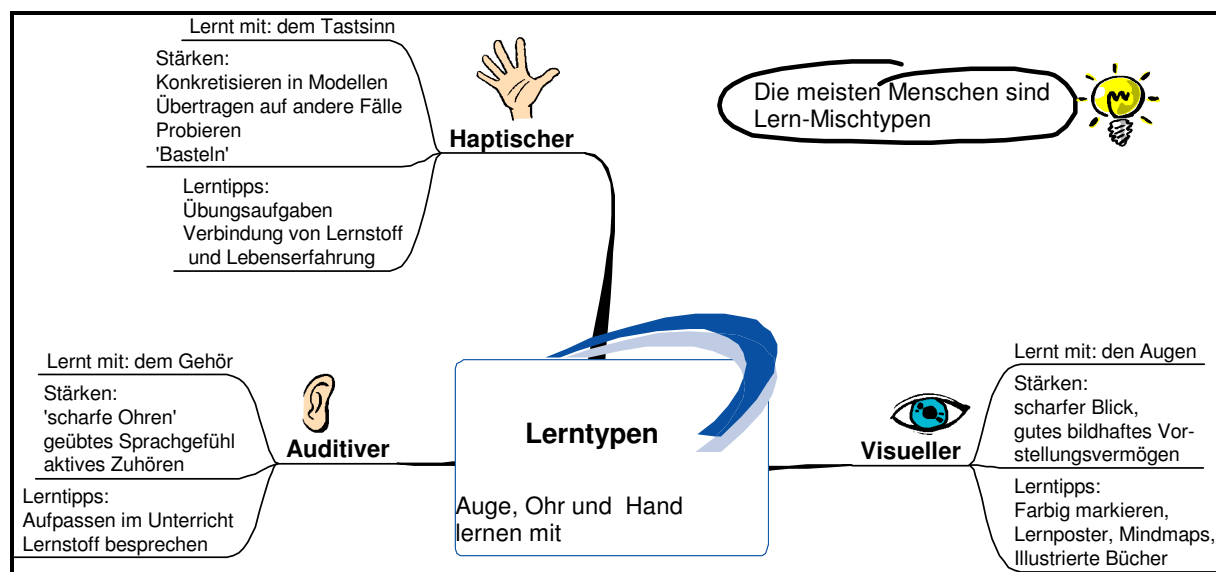 Lernt mit: dem Tastsinn
Stärken:
Konkretisieren in Modellen
Übertragen auf andere Fälle
Probieren
'Basteln'
Haptischer
Lerntipps:
Übungsaufgaben
Verbindung von Lernstoff
und Lebenserfahrung
Die meisten Menschen sind
Lern-Mischtypen
Lernt mit: dem Gehör
Stärken:
'scharfe Ohren'
geübtes Sprachgefühl
aktives Zuhören
Auditiver
Lerntipps:
Aufpassen im Unterricht
Lernstoff besprechen
Lerntypen
Auge, Ohr und Hand
lernen mit
Visueller
Lernt mit: den Augen
Stärken:
scharfer Blick,
gutes bildhaftes Vor-
stellungsvermögen
Lerntipps:
Farbig markieren,
Lernposter, Mindmaps,
Illustrierte Bücher